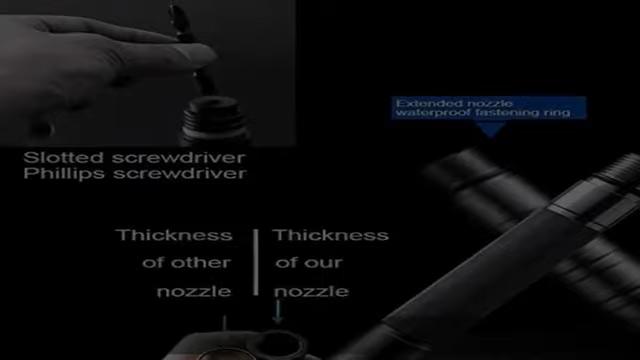 Extended nozzle
waterproof fastening ring
Slotted screwdriver
Phillips screwdriver
Thickness
of other
nozzle
Thickness
of our
nozzle